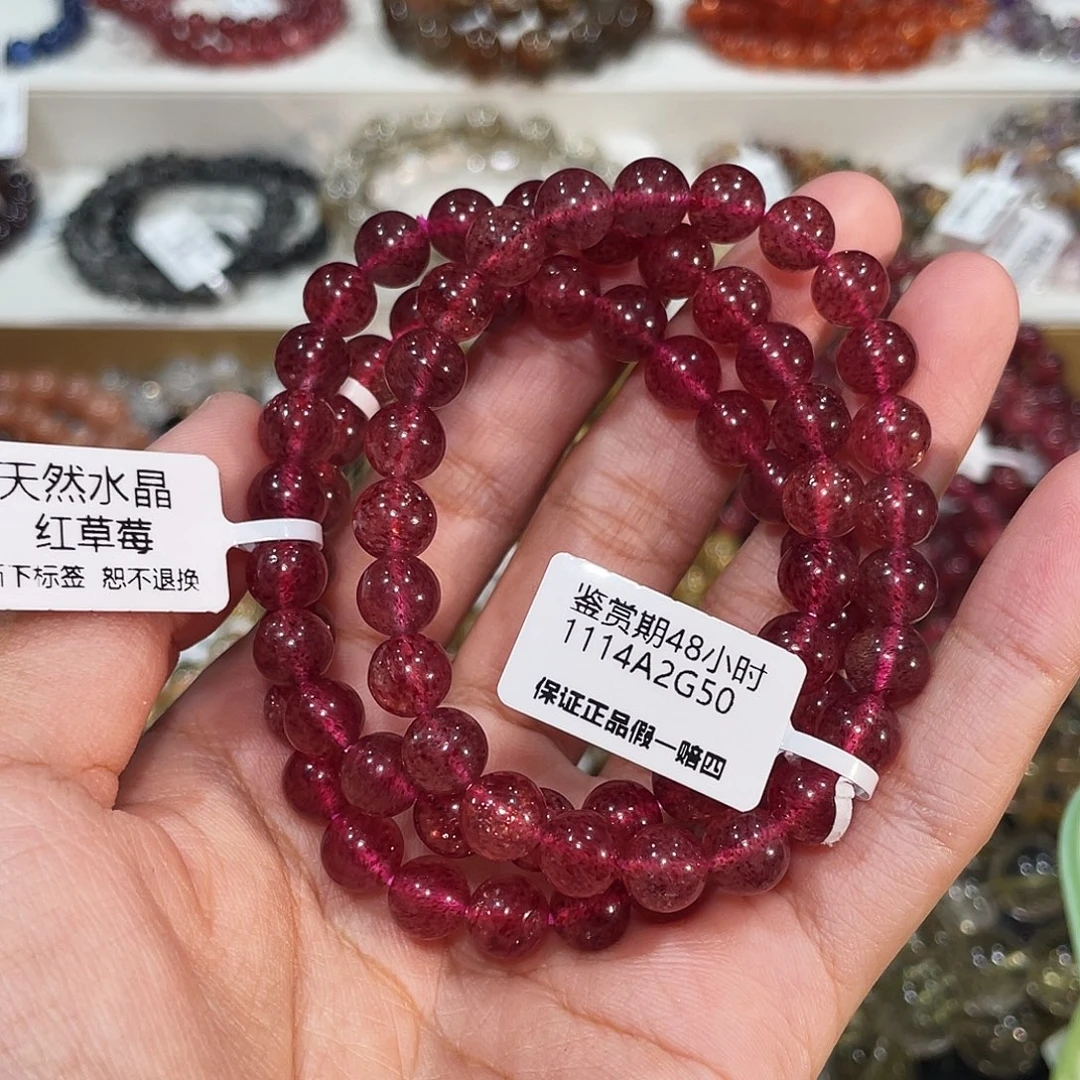 天然水晶
红草莓
下标签 恕不退换
鉴赏期48小时
1114A2G50
保证正品假一赔四